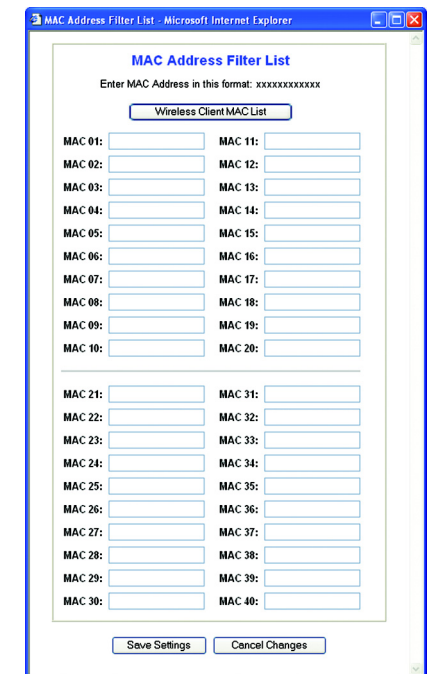 MAC Address Filter List - Microsoft Internet Explorer
MAC Address Filter List
Enter MAC Address in this format: xxxxxxxxxxxx
Wireless Client MAC List
MAC 01: MAC 11:
MAC 02: MAC 12:
MAC 03: MAC 13:
MAC 04: MAC 14:
MAC 05: MAC 15:
MAC 06: MAC 16:
MAC 07: MAC 17:
MAC 08: MAC 18:
MAC 09: MAC 19:
MAC 10: MAC 20:
MAC 21: MAC 31:
MAC 22: MAC 32:
MAC 23: MAC 33:
MAC 24: MAC 34:
MAC 25: MAC 35:
MAC 26: MAC 36:
MAC 27: MAC 37:
MAC 28: MAC 38:
MAC 29: MAC 39:
MAC 30: MAC 40:
Save Settings Cancel Changes